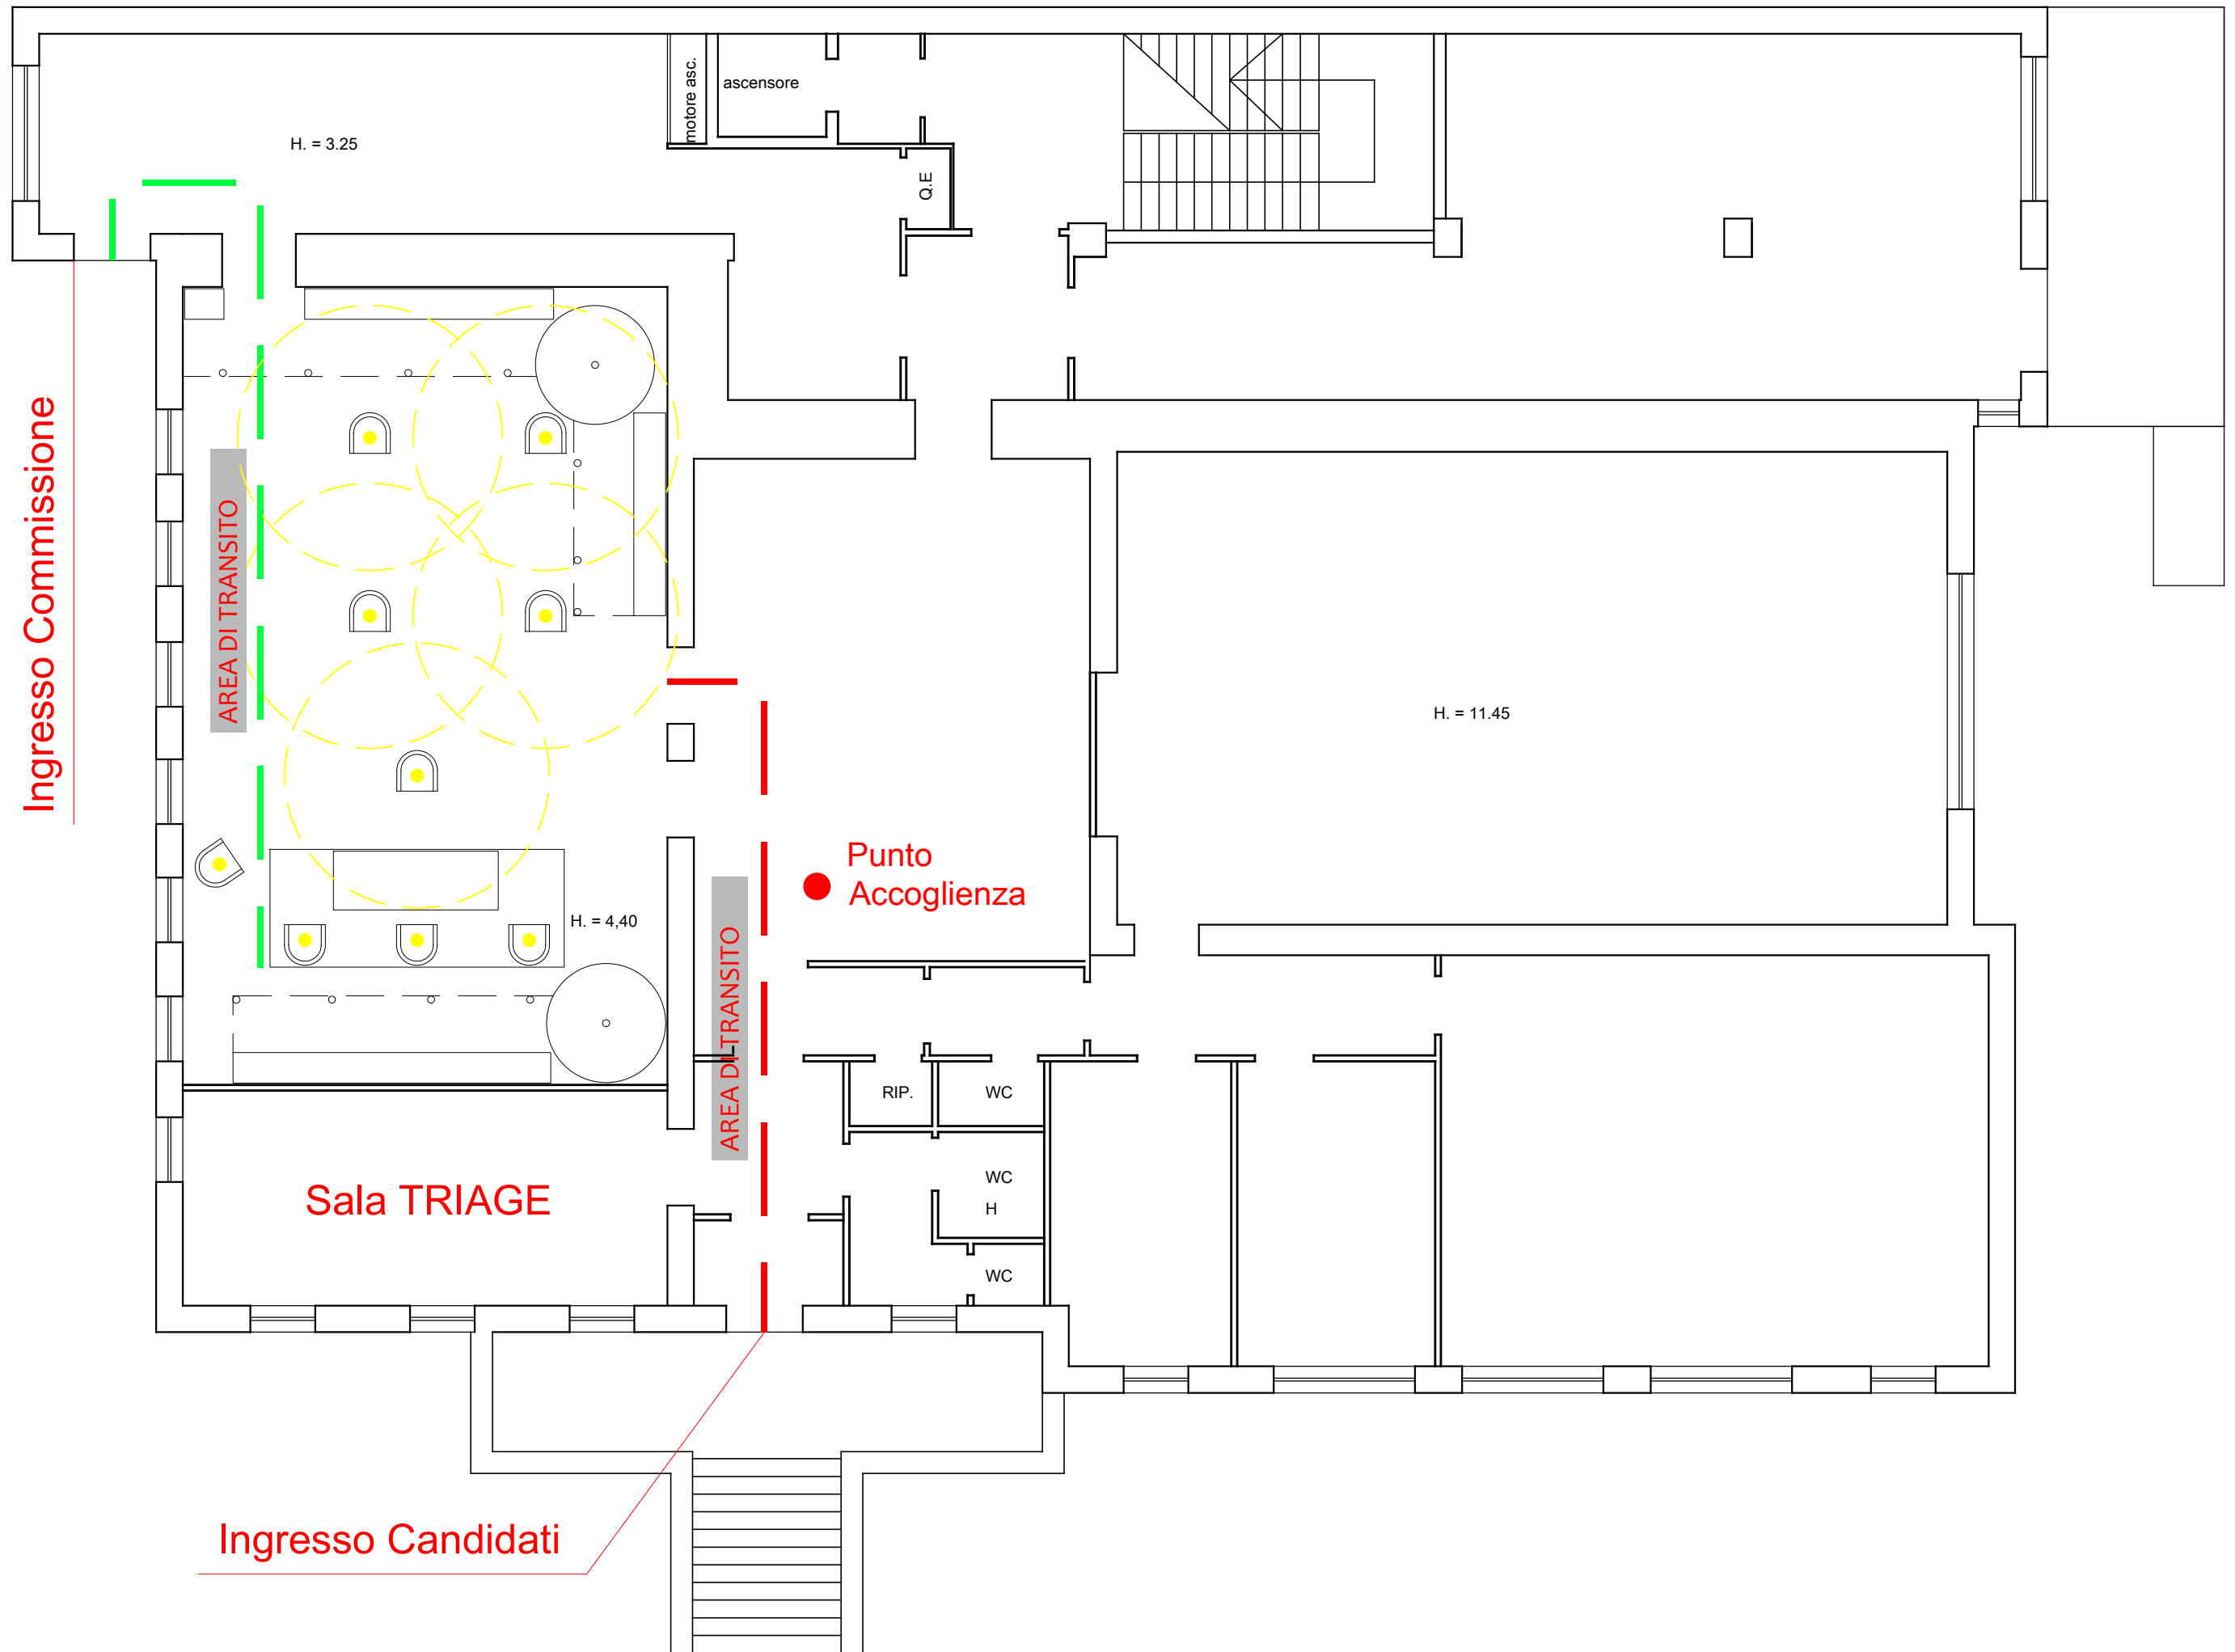 motore asc.
ascensore
H. = 3.25
Q.E
Ingresso Commissione
AREA DI TRANSITO
H. = 11.45
Punto
Accoglienza
H. = 4,40
AREA DI TRANSITO
RIP.
WC
WC
H
WC
Sala TRIAGE
Ingresso Candidati